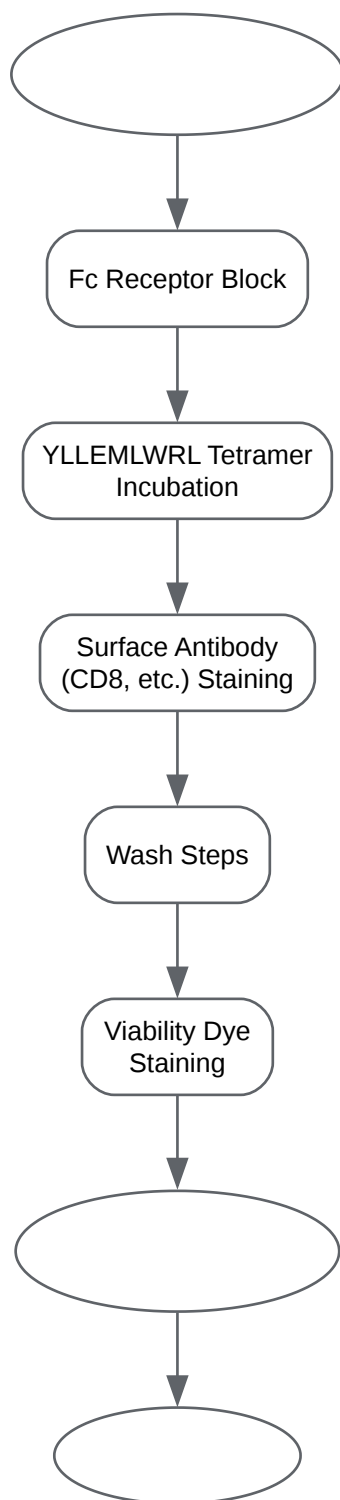 Fc Receptor Block
YLLEMLWRL Tetramer
Incubation
Surface Antibody
(CD8, etc.) Staining
Wash Steps
Viability Dye
Staining